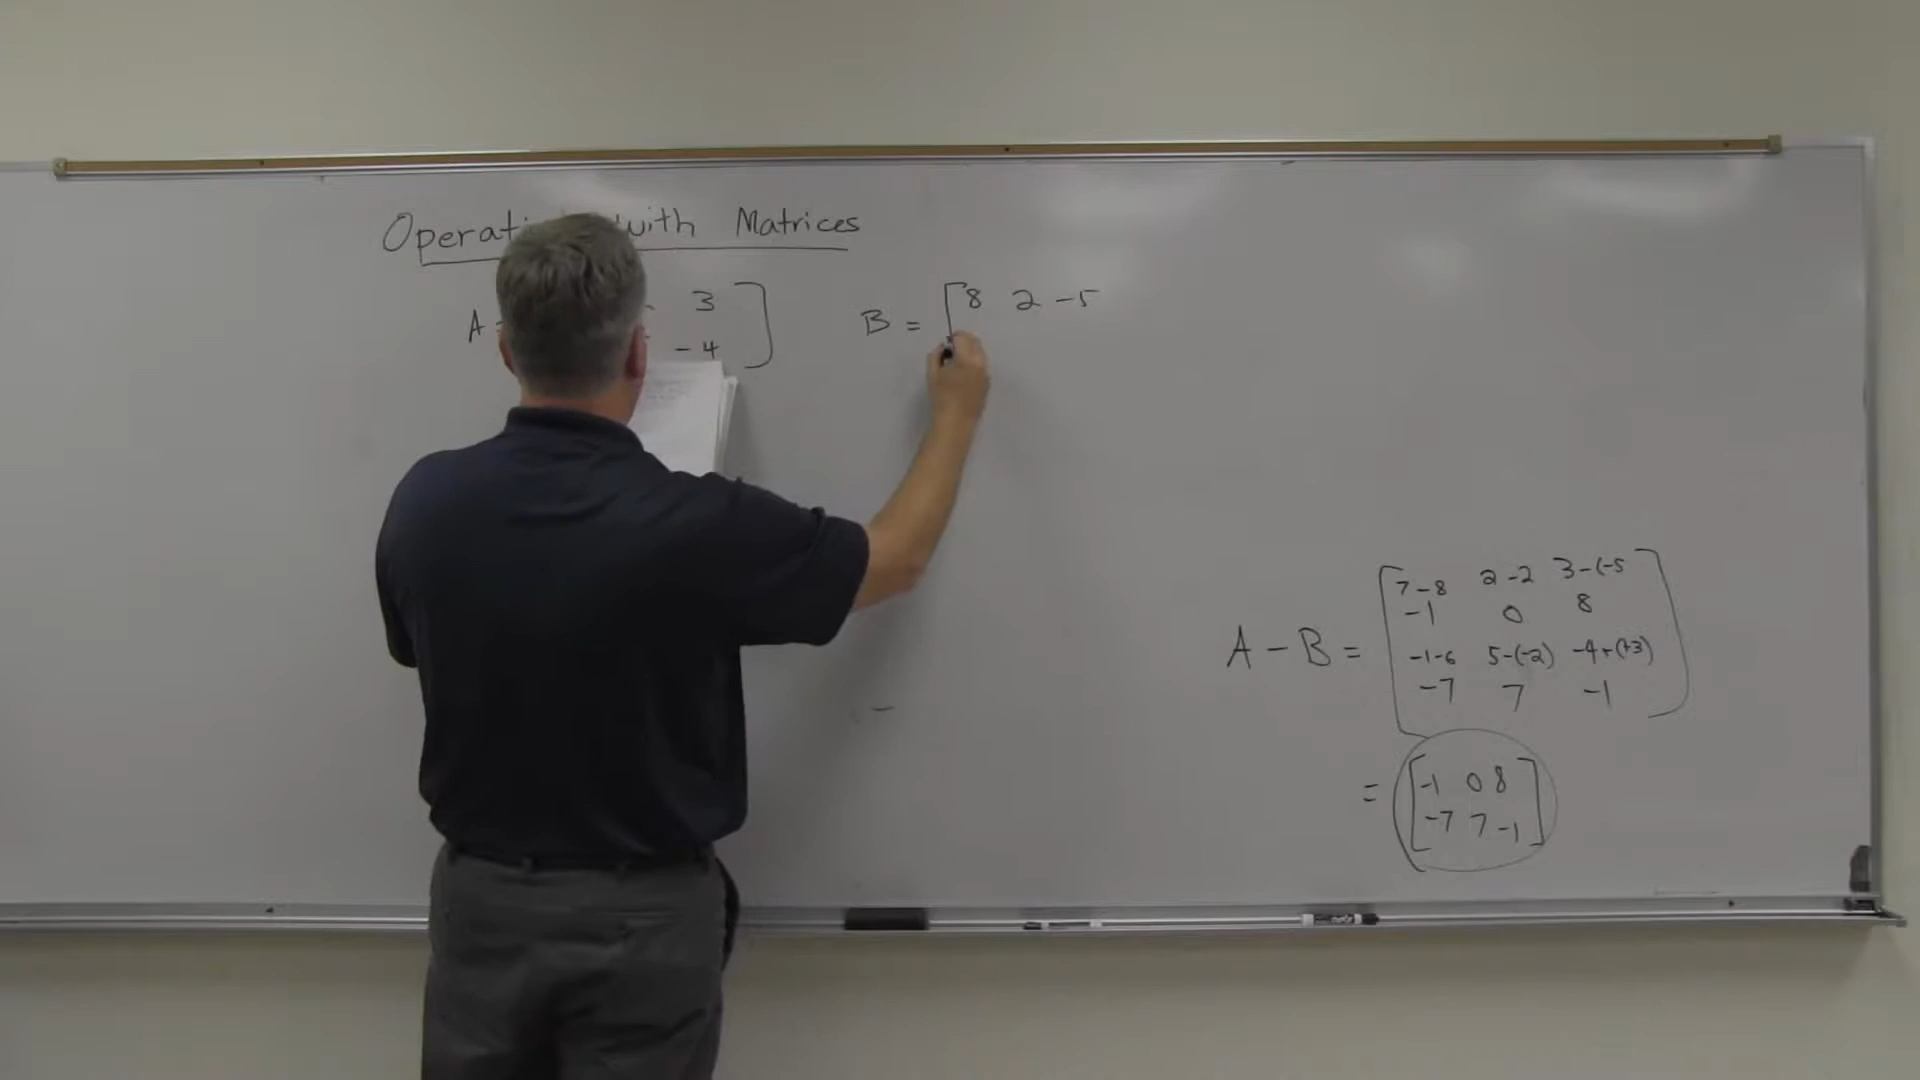 Operati with Matrices
A = 3
-4
B = [8 2 -5
7-8 2-2 3-(-5
-1 0 8
A - B =
-1-6 5-(-2) -4+(+3)
-7 7 -1
= [-1 0 8
-7 7 -1]